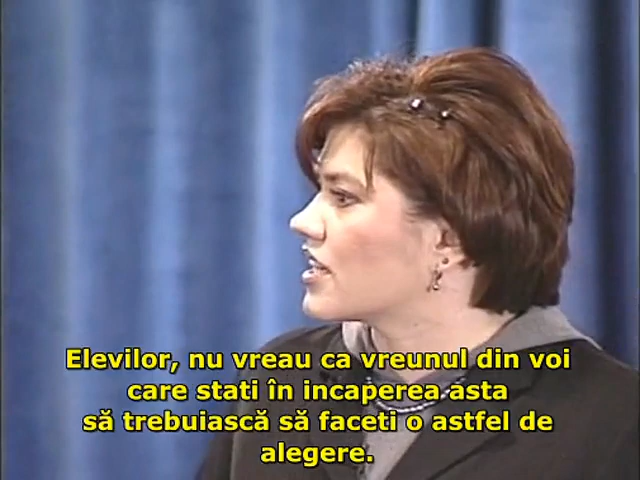 Elevilor, nu vreau ca vreunul din voi
care stati în incaperea asta
să trebuiască să faceti o astfel de
alegere.